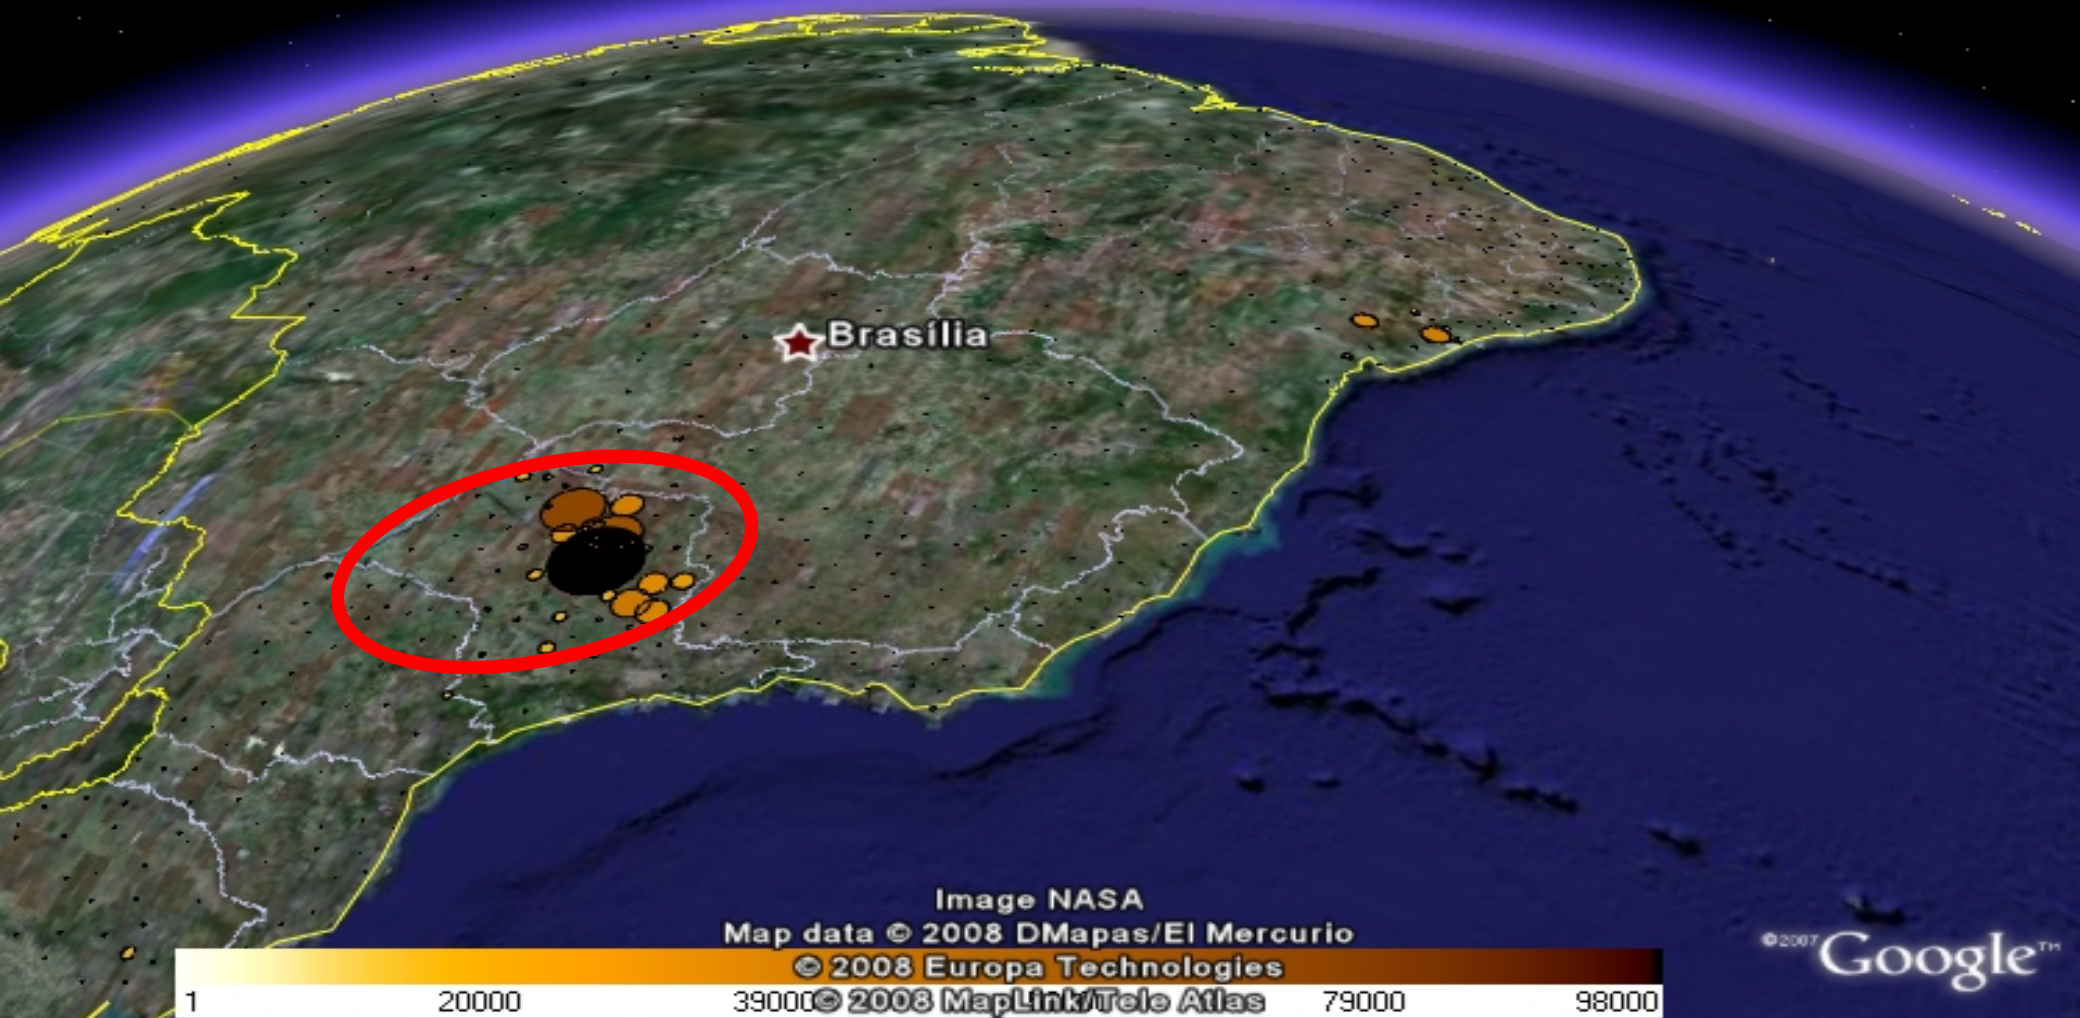 Brasília
Image NASA
Map data © 2008 DMapas/El Mercurio
© 2008 Europa Technologies
©2007 Google™
1 20000 39000 © 2008 MapLink/Tele Atlas 79000 98000